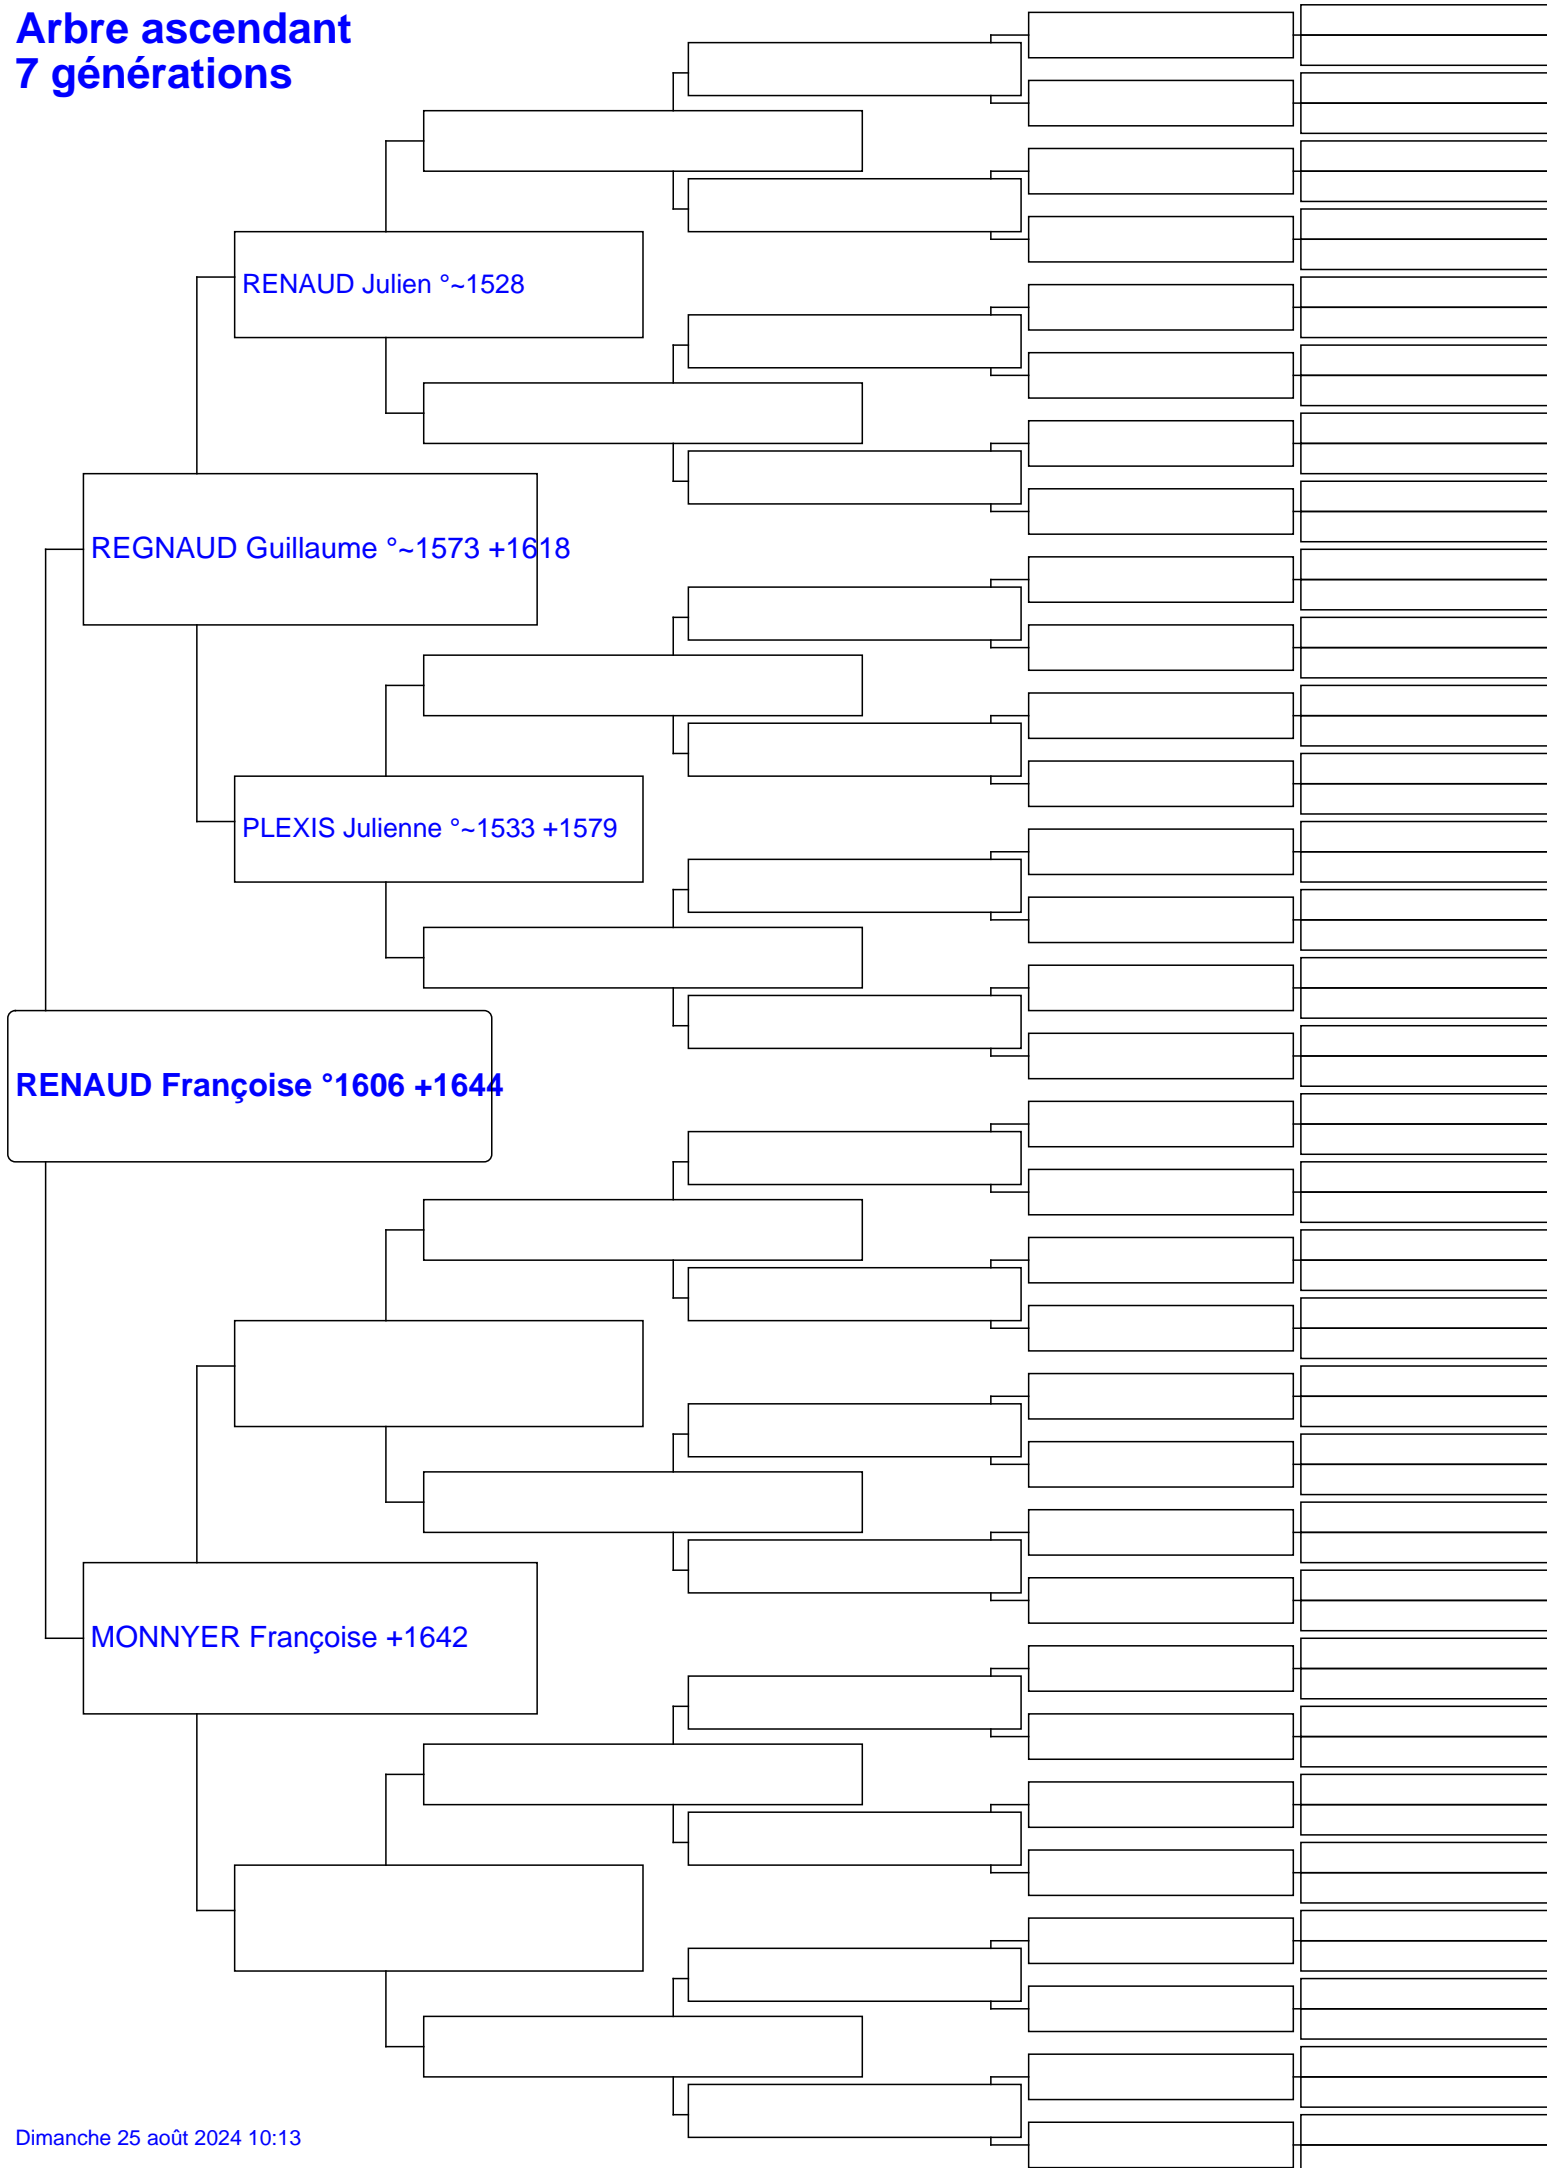 Arbre ascendant
7 générations
RENAUD Julien °~1528
REGNAUD Guillaume °~1573 +1618
PLEXIS Julienne °~1533 +1579
RENAUD Françoise °1606 +1644
MONNYER Françoise +1642
Dimanche 25 août 2024 10:13